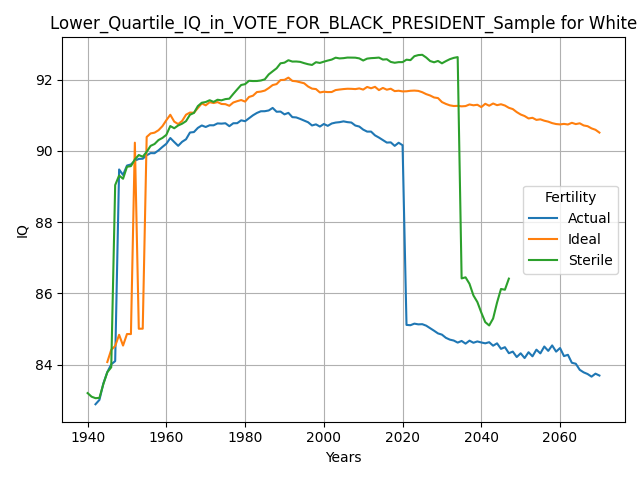 Lower_Quartile_IQ_in_VOTE_FOR_BLACK_PRESIDENT_Sample for White
92
90
88
86
84
IQ
1940 1960 1980 2000 2020 2040 2060
Years
Fertility
Actual
Ideal
Sterile